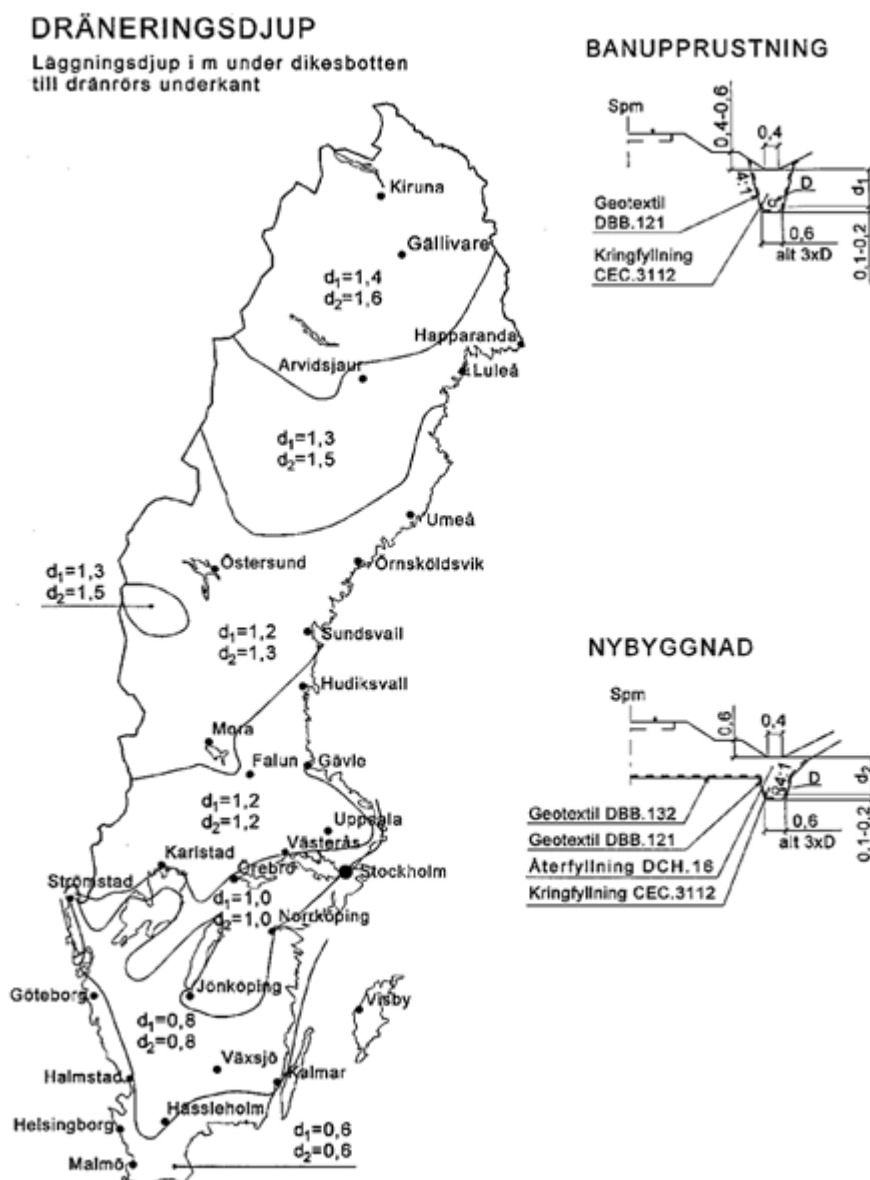 DRÄNERINGSDJUP
Läggningsdjup i m under dikesbotten
till dränrörs underkant
Kiruna
Gällivare
d₁=1,4
d₂=1,6
Happaranda
Arvidsjaur
Luleå
d₁=1,3
d₂=1,5
Umeå
Östersund
Örnsköldsvik
d₁=1,3
d₂=1,5
d₁=1,2
d₂=1,3
Sundsvall
Hudiksvall
Mora
Falun
Gävle
d₁=1,2
d₂=1,2
Uppsala
Västerås
Karlstad
Örebro
Stockholm
Strömstad
d₁=1,0
d₂=1,0
Norrköping
Göteborg
Jönköping
Visby
d₁=0,8
d₂=0,8
Växsjö
Halmstad
Kalmar
Hässleholm
Helsingborg
d₁=0,6
d₂=0,6
Malmö
BANUPPRUSTNING
Spm
0,4-0,6
0,4
4:1
D
d₁
Geotextil
DBB.121
0,6
alt 3xD
0,1-0,2
Kringfyllning
CEC.3112
NYBYGGNAD
Spm
0,6
0,4
4:1
D
d₂
Geotextil DBB.132
0,6
alt 3xD
0,1-0,2
Geotextil DBB.121
Återfyllning DCH.16
Kringfyllning CEC.3112